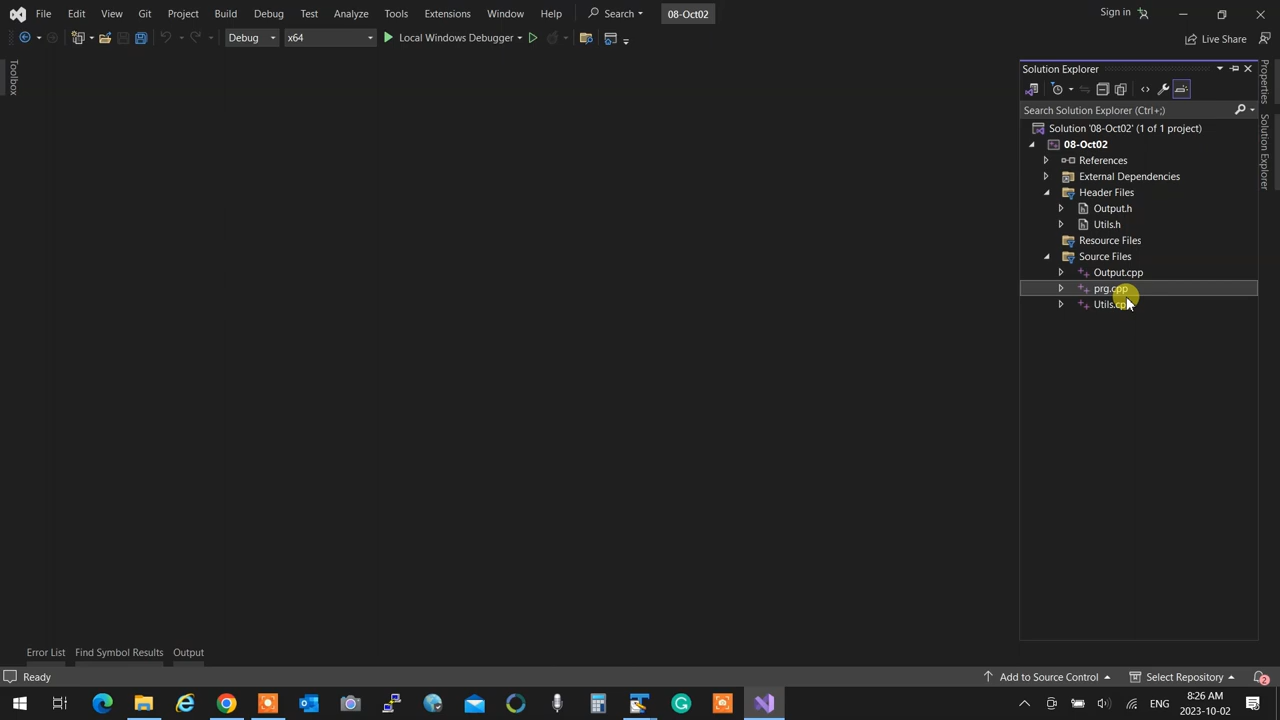 File Edit View Git Project Build Debug Test Analyze Tools Extensions Window Help Search 08-Oct02 Sign in
Debug x64 Local Windows Debugger Live Share
Toolbox
Solution Explorer
Search Solution Explorer (Ctrl+;)
Solution '08-Oct02' (1 of 1 project)
08-Oct02
References
External Dependencies
Header Files
Output.h
Utils.h
Resource Files
Source Files
Output.cpp
prg.cpp
Utils.cpp
Properties
Solution Explorer
Error List Find Symbol Results Output
Ready Add to Source Control Select Repository 2
8:26 AM
ENG
2023-10-02